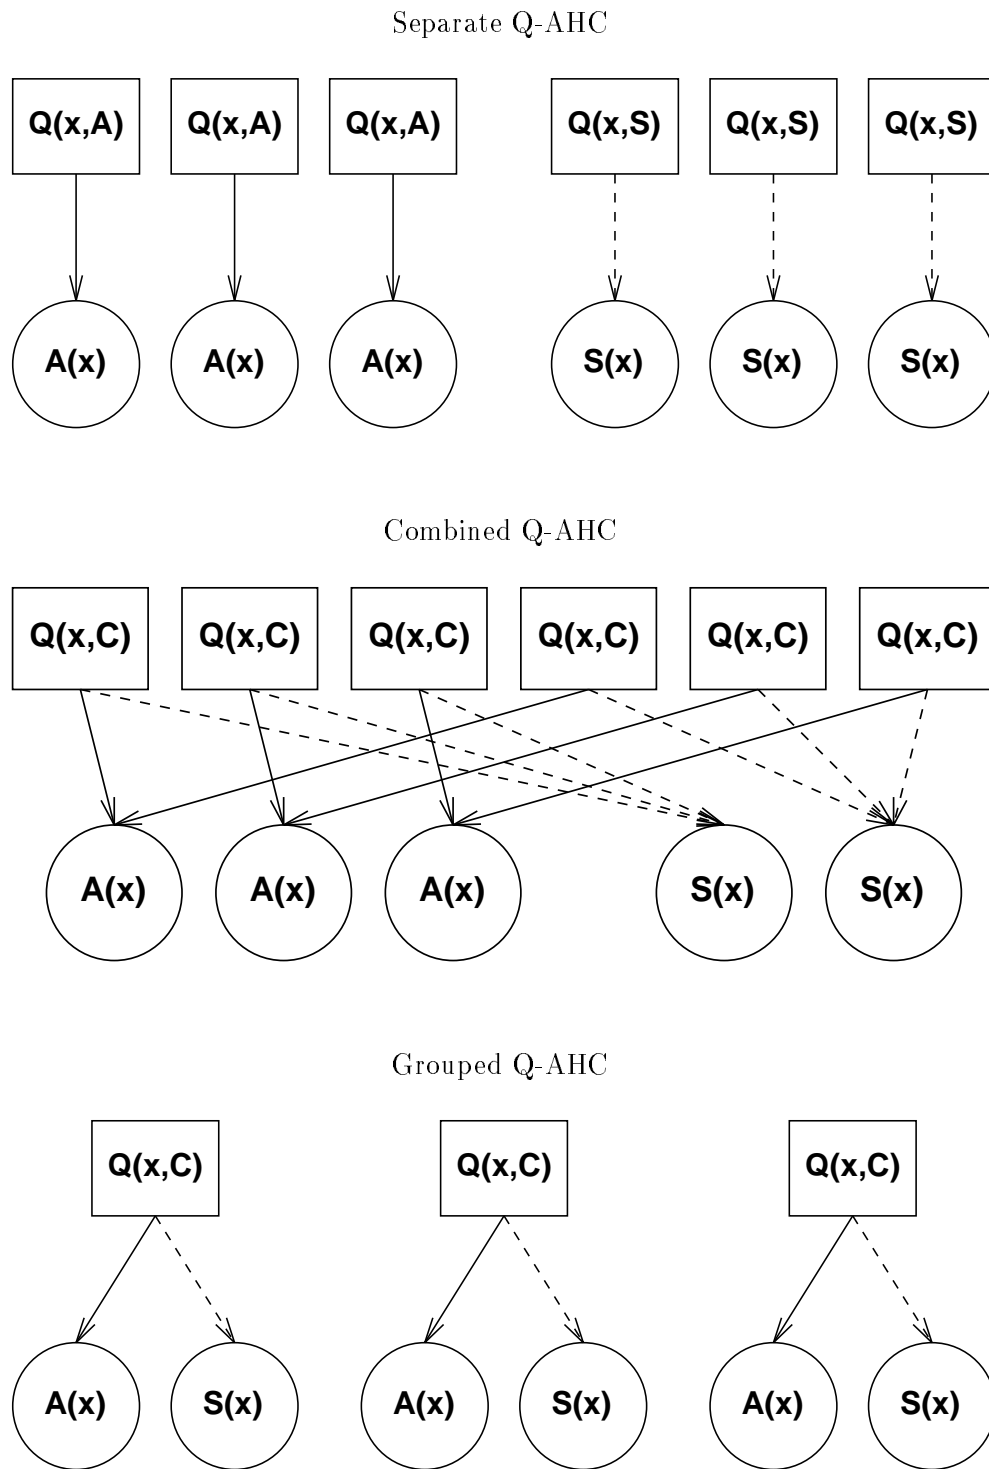 Separate Q-AHC
Q(x,A) Q(x,A) Q(x,A) Q(x,S) Q(x,S) Q(x,S)
A(x) A(x) A(x) S(x) S(x) S(x)
Combined Q-AHC
Q(x,C) Q(x,C) Q(x,C) Q(x,C) Q(x,C) Q(x,C)
A(x) A(x) A(x) S(x) S(x)
Grouped Q-AHC
Q(x,C) Q(x,C) Q(x,C)
A(x) S(x) A(x) S(x) A(x) S(x)